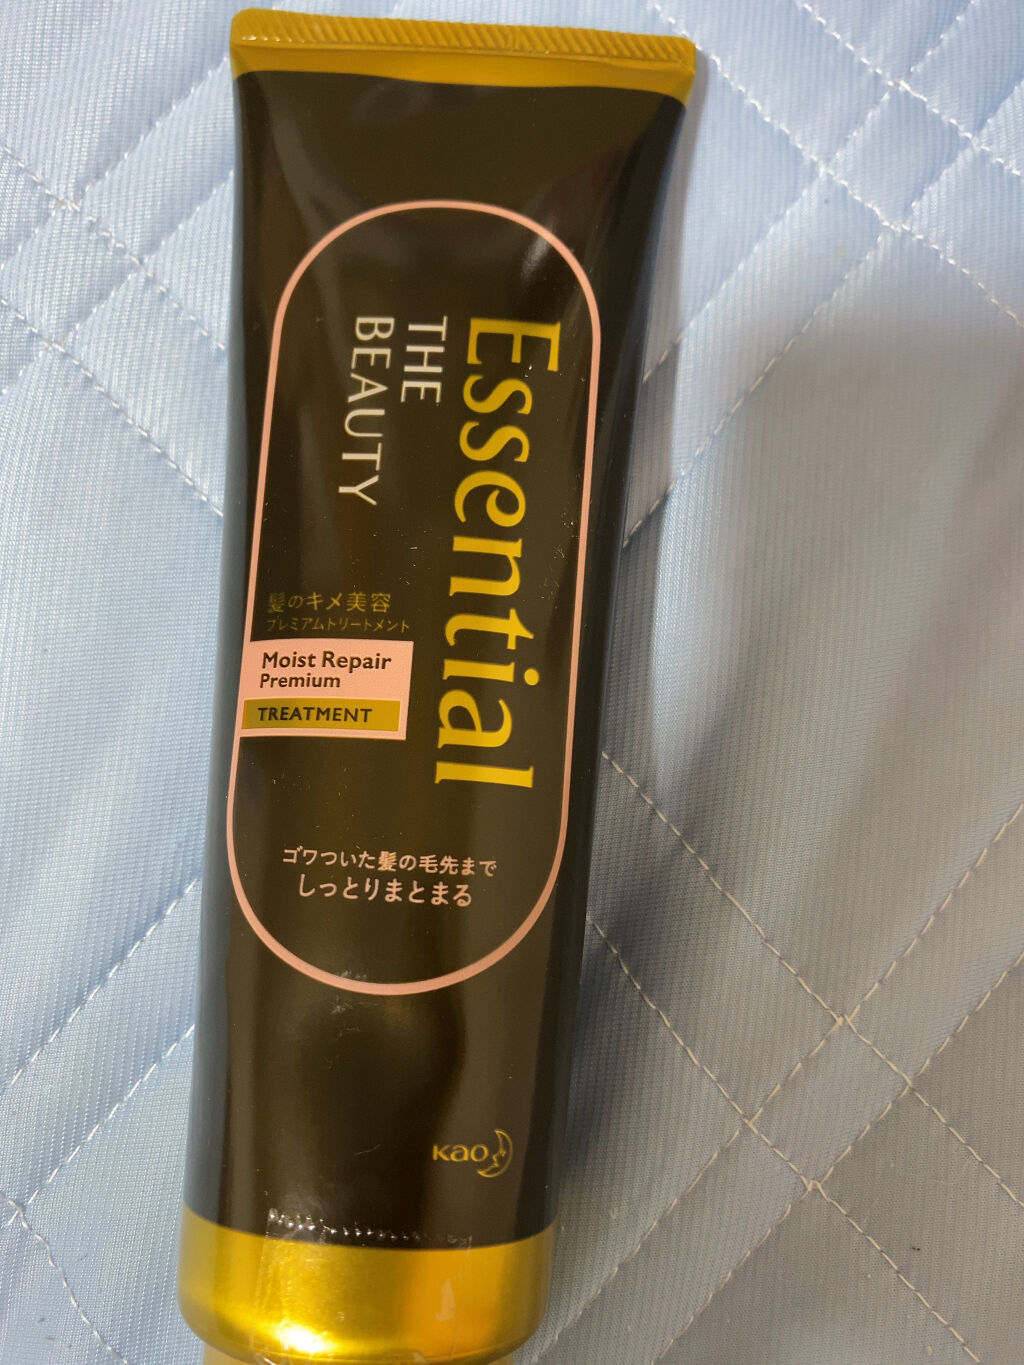 Essential
THE
BEAUTY
髪のキメ美容
プレミアムトリートメント
Moist Repair
Premium
TREATMENT
ゴワついた髪の毛先まで
しっとりまとまる
Kao